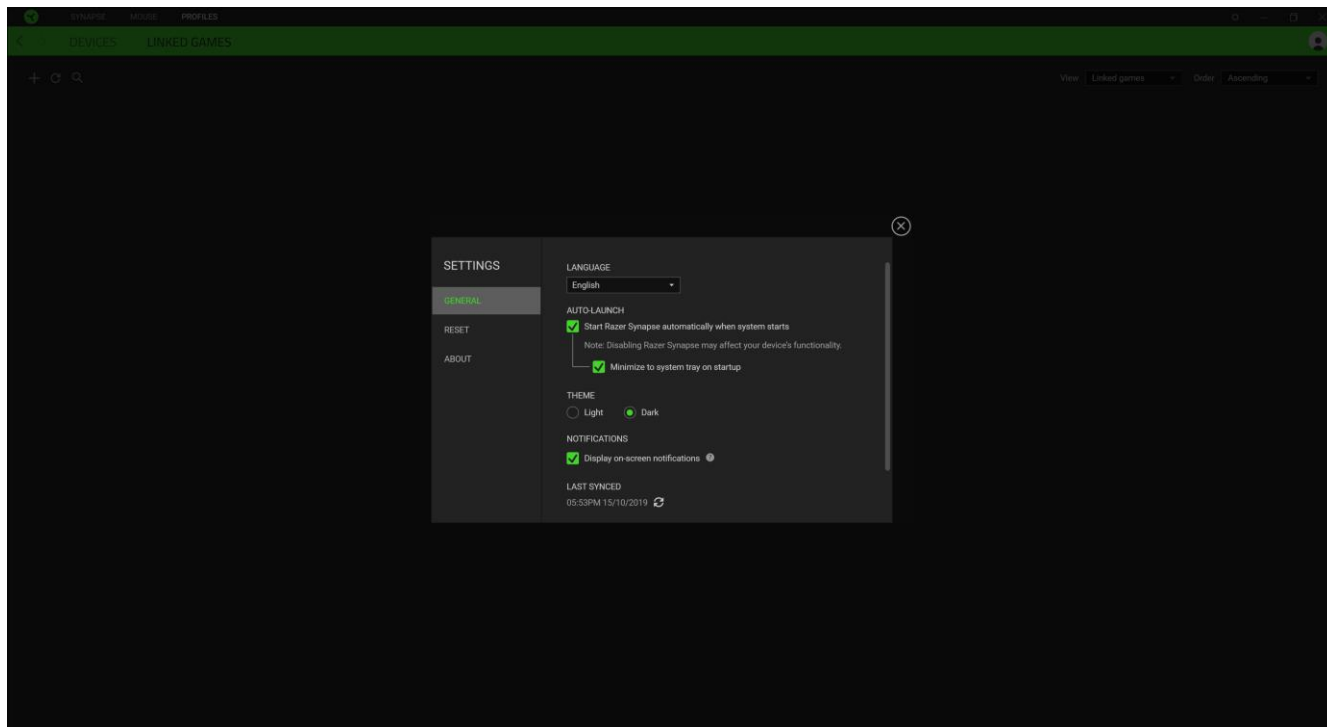 SYNAPSE MOUSE PROFILES
DEVICES LINKED GAMES
View Linked games Order Ascending
SETTINGS
GENERAL
RESET
ABOUT
LANGUAGE
English
AUTO-LAUNCH
Start Razer Synapse automatically when system starts
Note: Disabling Razer Synapse may affect your device's functionality.
Minimize to system tray on startup
THEME
Light Dark
NOTIFICATIONS
Display on-screen notifications
LAST SYNCED
05:53PM 15/10/2019